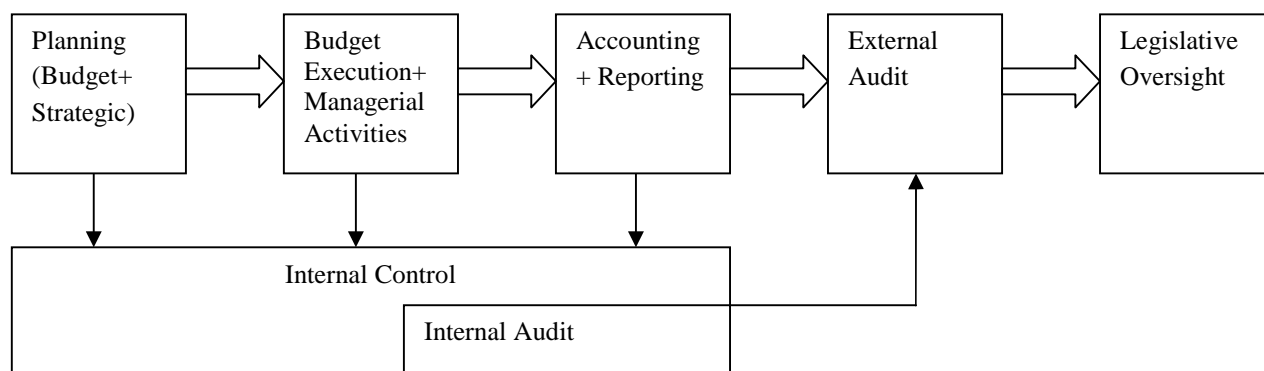 Planning
(Budget+
Strategic)
Budget
Execution+
Managerial
Activities
Accounting
+ Reporting
External
Audit
Legislative
Oversight
Internal Control
Internal Audit